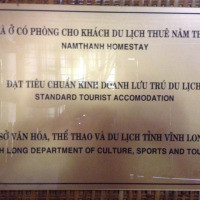 À Ở CÓ PHÒNG CHO KHÁCH DU LỊCH THUÊ NĂM TH
NAMTHANH HOMESTAY
ĐẠT TIÊU CHUẨN KINH DOANH LƯU TRÚ DU LỊCH
STANDARD TOURIST ACCOMODATION
SỞ VĂN HÓA, THỂ THAO VÀ DU LỊCH TỈNH VĨNH LON
H LONG DEPARTMENT OF CULTURE, SPORTS AND TOU